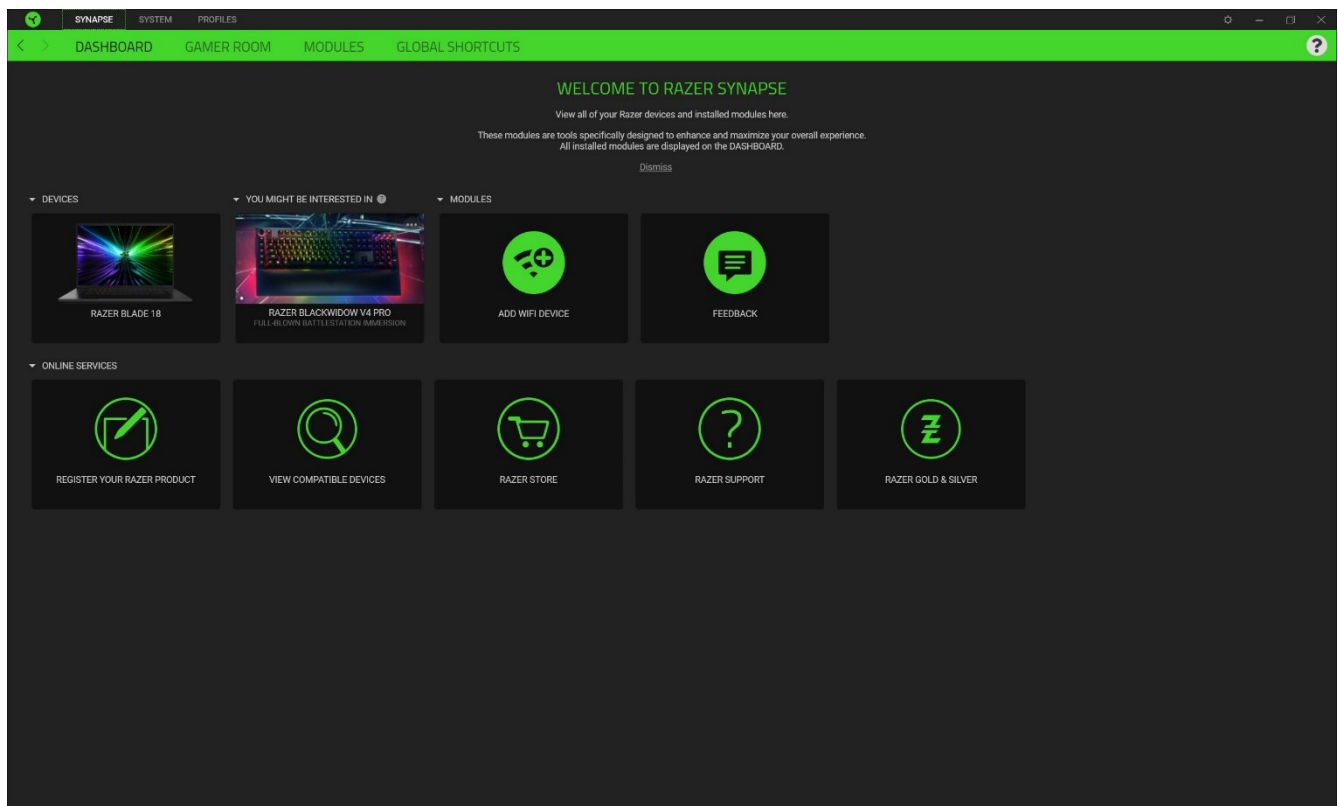 SYNAPSE SYSTEM PROFILES
DASHBOARD GAMER ROOM MODULES GLOBAL SHORTCUTS ?
WELCOME TO RAZER SYNAPSE
View all of your Razer devices and installed modules here.
These modules are tools specifically designed to enhance and maximize your overall experience.
All installed modules are displayed on the DASHBOARD.
Dismiss
DEVICES
RAZER BLADE 18
YOU MIGHT BE INTERESTED IN ?
RAZER BLACKWIDOW V4 PRO
FULL-BLOWN BATTLESTATION IMMERSION
MODULES
ADD WIFI DEVICE
FEEDBACK
ONLINE SERVICES
REGISTER YOUR RAZER PRODUCT
VIEW COMPATIBLE DEVICES
RAZER STORE
RAZER SUPPORT
RAZER GOLD & SILVER